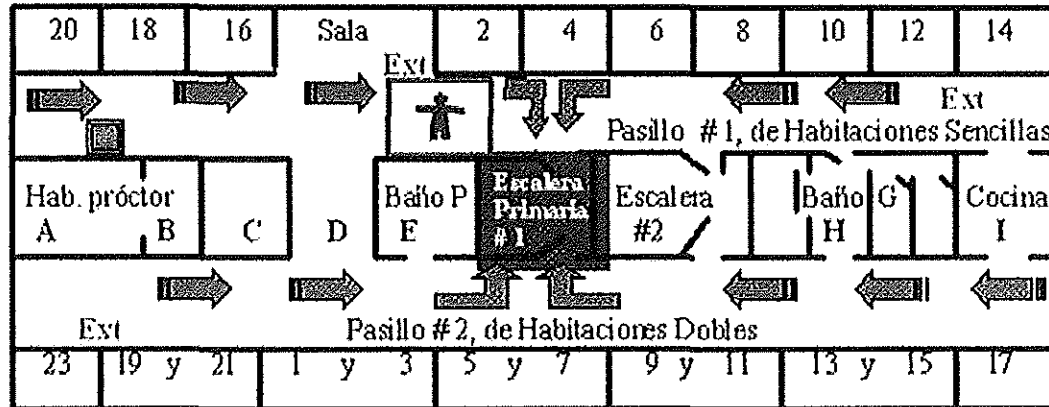 20 18 16 Sala 2 4 6 8 10 12 14
Ext
Ext
Pasillo #1, de Habitaciones Sencillas
Hab. próctor
A B C D
Baño P
E
Escalera
Primaria
#1
Escalera
#2
Baño
H
G
Cocina
I
Ext
Pasillo #2, de Habitaciones Dobles
23 19 y 21 1 y 3 5 y 7 9 y 11 13 y 15 17